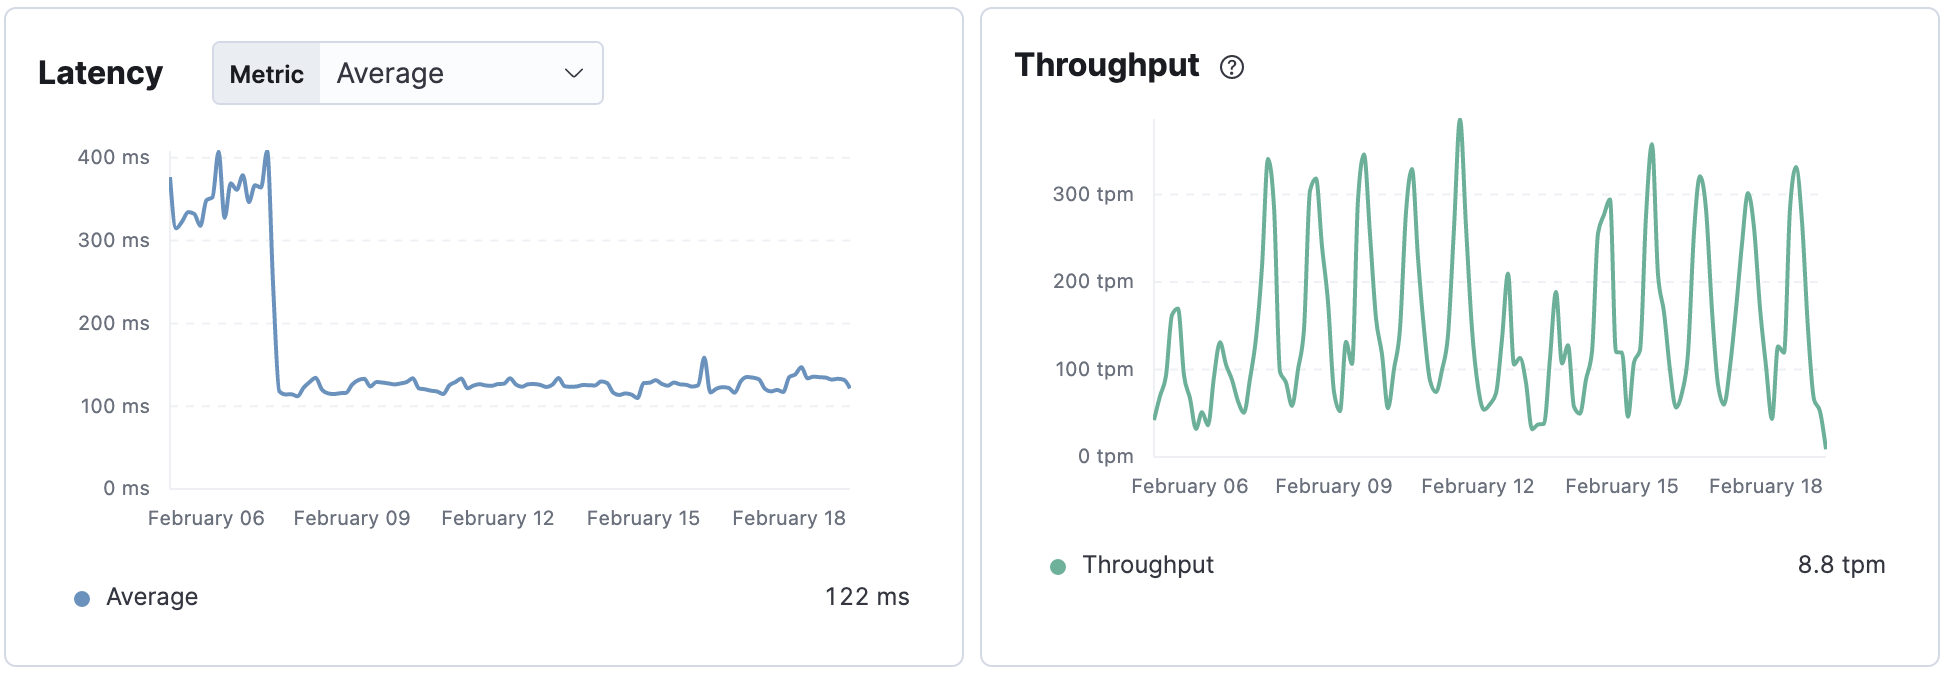 Latency
Metric Average
400 ms
300 ms
200 ms
100 ms
0 ms
February 06 February 09 February 12 February 15 February 18
Average 122 ms
Throughput ?
300 tpm
200 tpm
100 tpm
0 tpm
February 06 February 09 February 12 February 15 February 18
Throughput 8.8 tpm